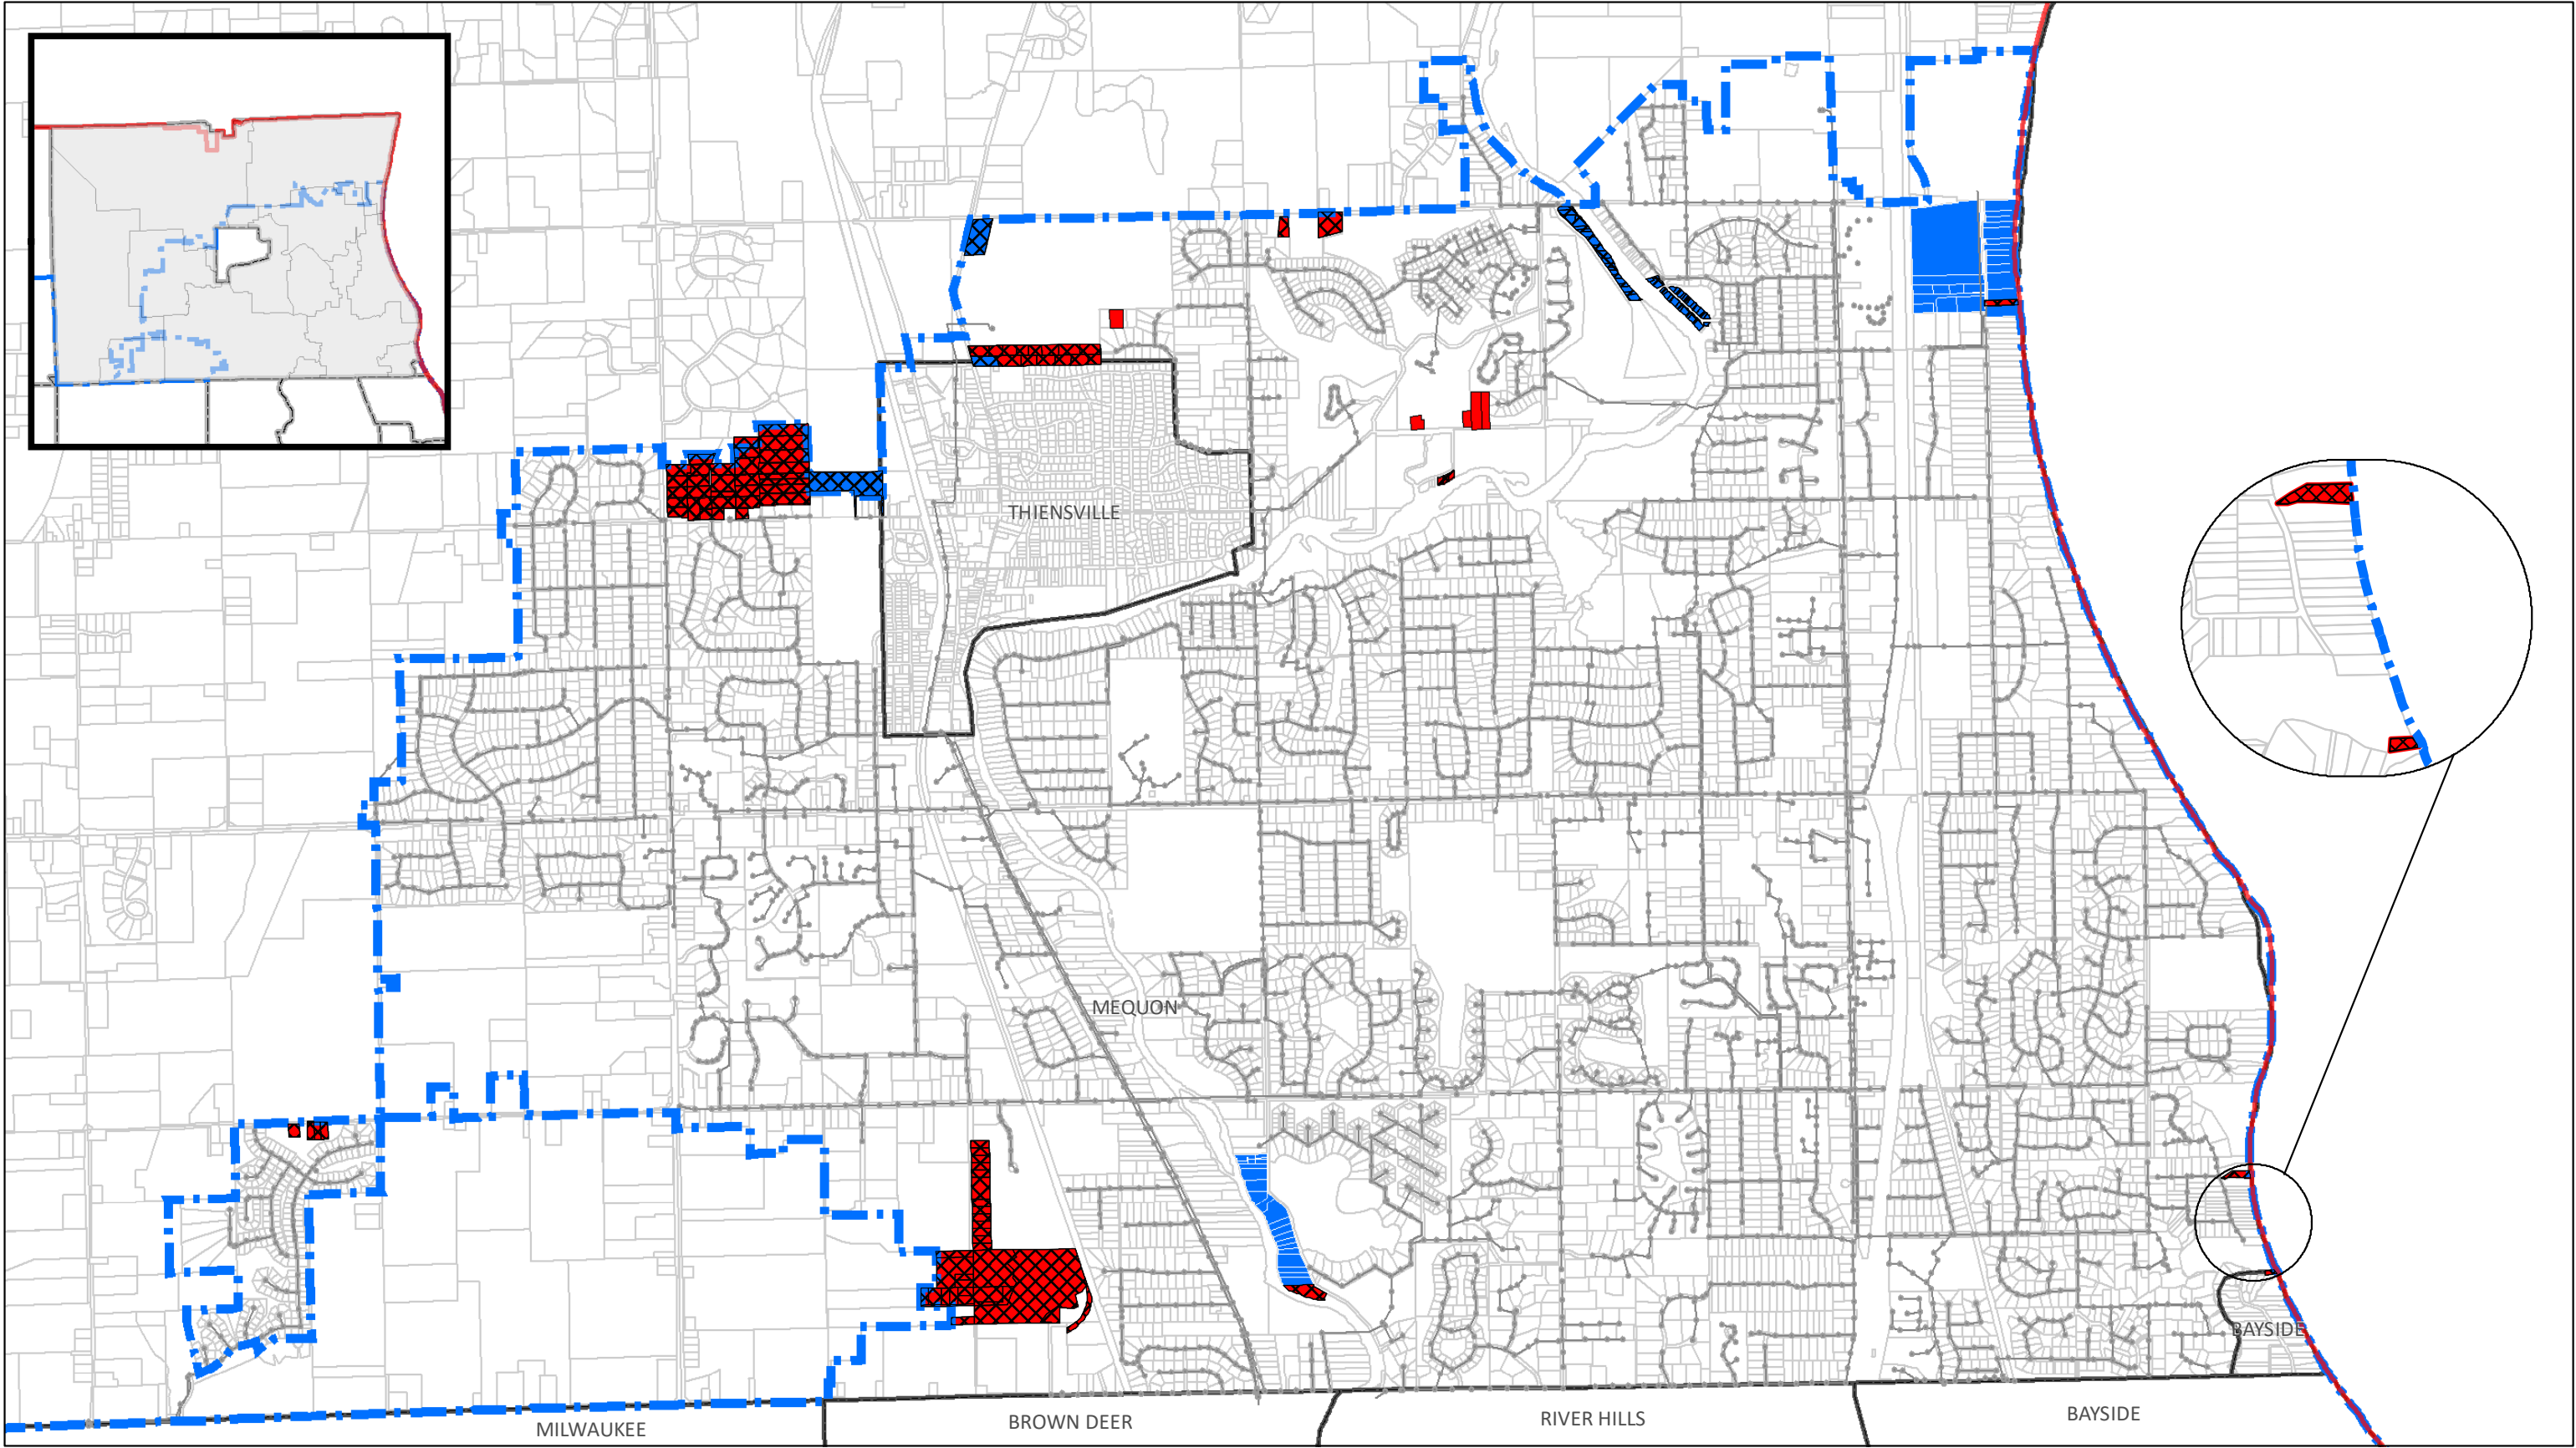 THIENSVILLE
MEQUON
BAYSIDE
MILWAUKEE
BROWN DEER
RIVER HILLS
BAYSIDE